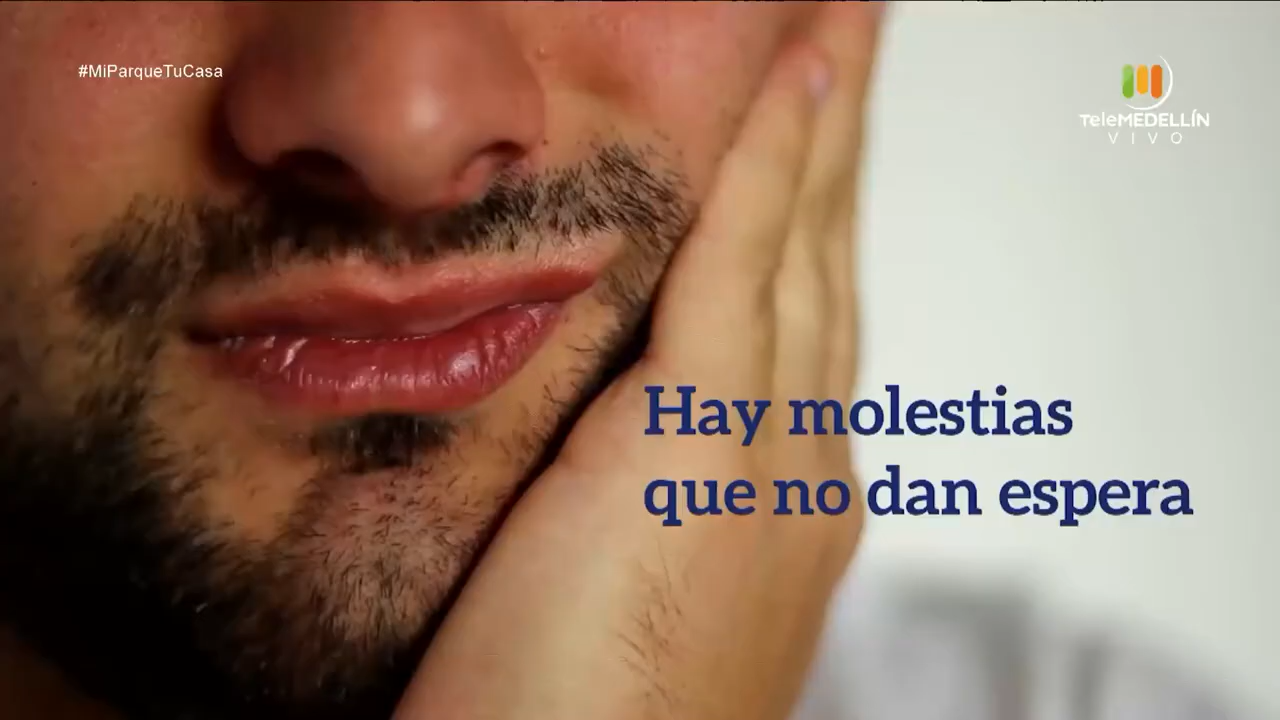 #MiParqueTuCasa
TeleMEDELLÍN
VIVO
Hay molestias
que no dan espera